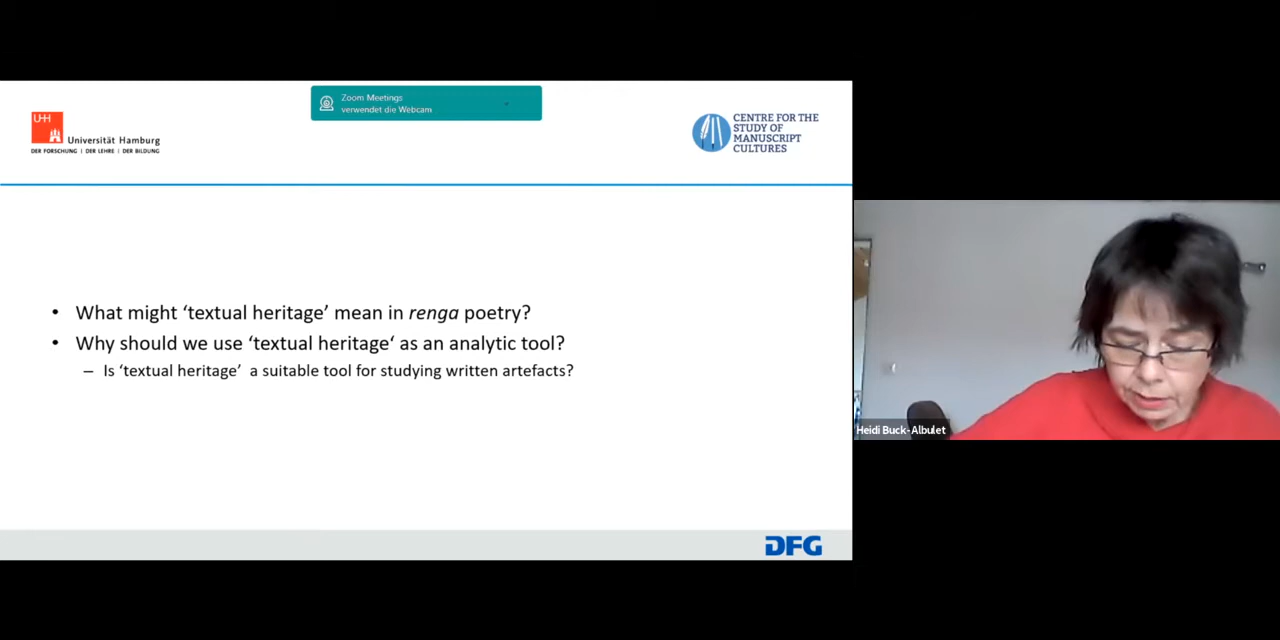 Zoom Meetings
verwendet die Webcam
UHH
Universität Hamburg
DER FORSCHUNG | DER LEHRE | DER BILDUNG
CENTRE FOR THE
STUDY OF
MANUSCRIPT
CULTURES
• What might ‘textual heritage’ mean in renga poetry?
• Why should we use ‘textual heritage‘ as an analytic tool?
– Is ‘textual heritage’ a suitable tool for studying written artefacts?
Heidi Buck-Albulet
DFG